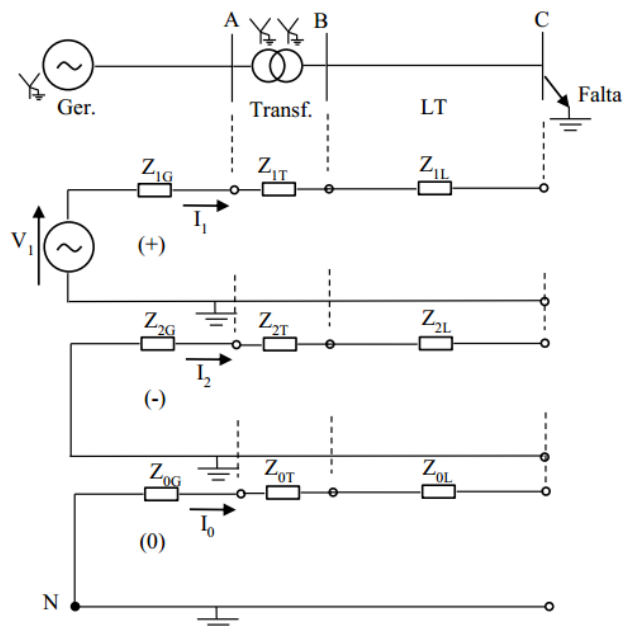 A B C
Ger. Transf. LT Falta
Z1G Z1T Z1L
I1
V1
(+)
Z2G Z2T Z2L
I2
(-)
Z0G Z0T Z0L
I0
(0)
N